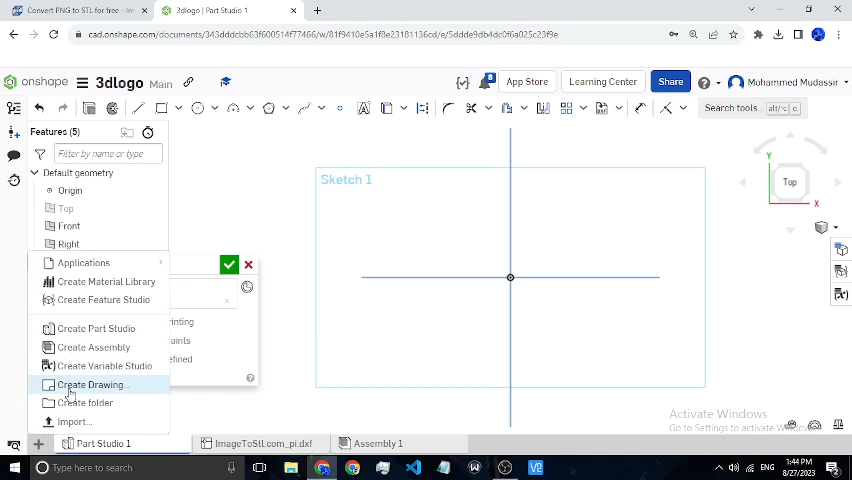 Convert PNG to STL for free - Im
3dlogo | Part Studio 1
cad.onshape.com/documents/343dddcbb63f600514f77466/w/81f9410e5a1f8e23181136cd/e/5ddde9db4dc0f6a025c3f9e
onshape
3dlogo Main
8
App Store
Learning Center
Share
Mohammed Mudassir
Search tools...
alt/⌥ c
Features (5)
Filter by name or type
Default geometry
Origin
Top
Front
Right
Sketch 1
Y
Top
X
Applications
Create Material Library
Create Feature Studio
Create Part Studio
Create Assembly
Create Variable Studio
Create Drawing...
Create folder
Import...
Activate Windows
Go to Settings to activate Windows.
Part Studio 1
ImageToStl.com_pi.dxf
Assembly 1
Type here to search
ENG
1:44 PM
8/27/2023
2